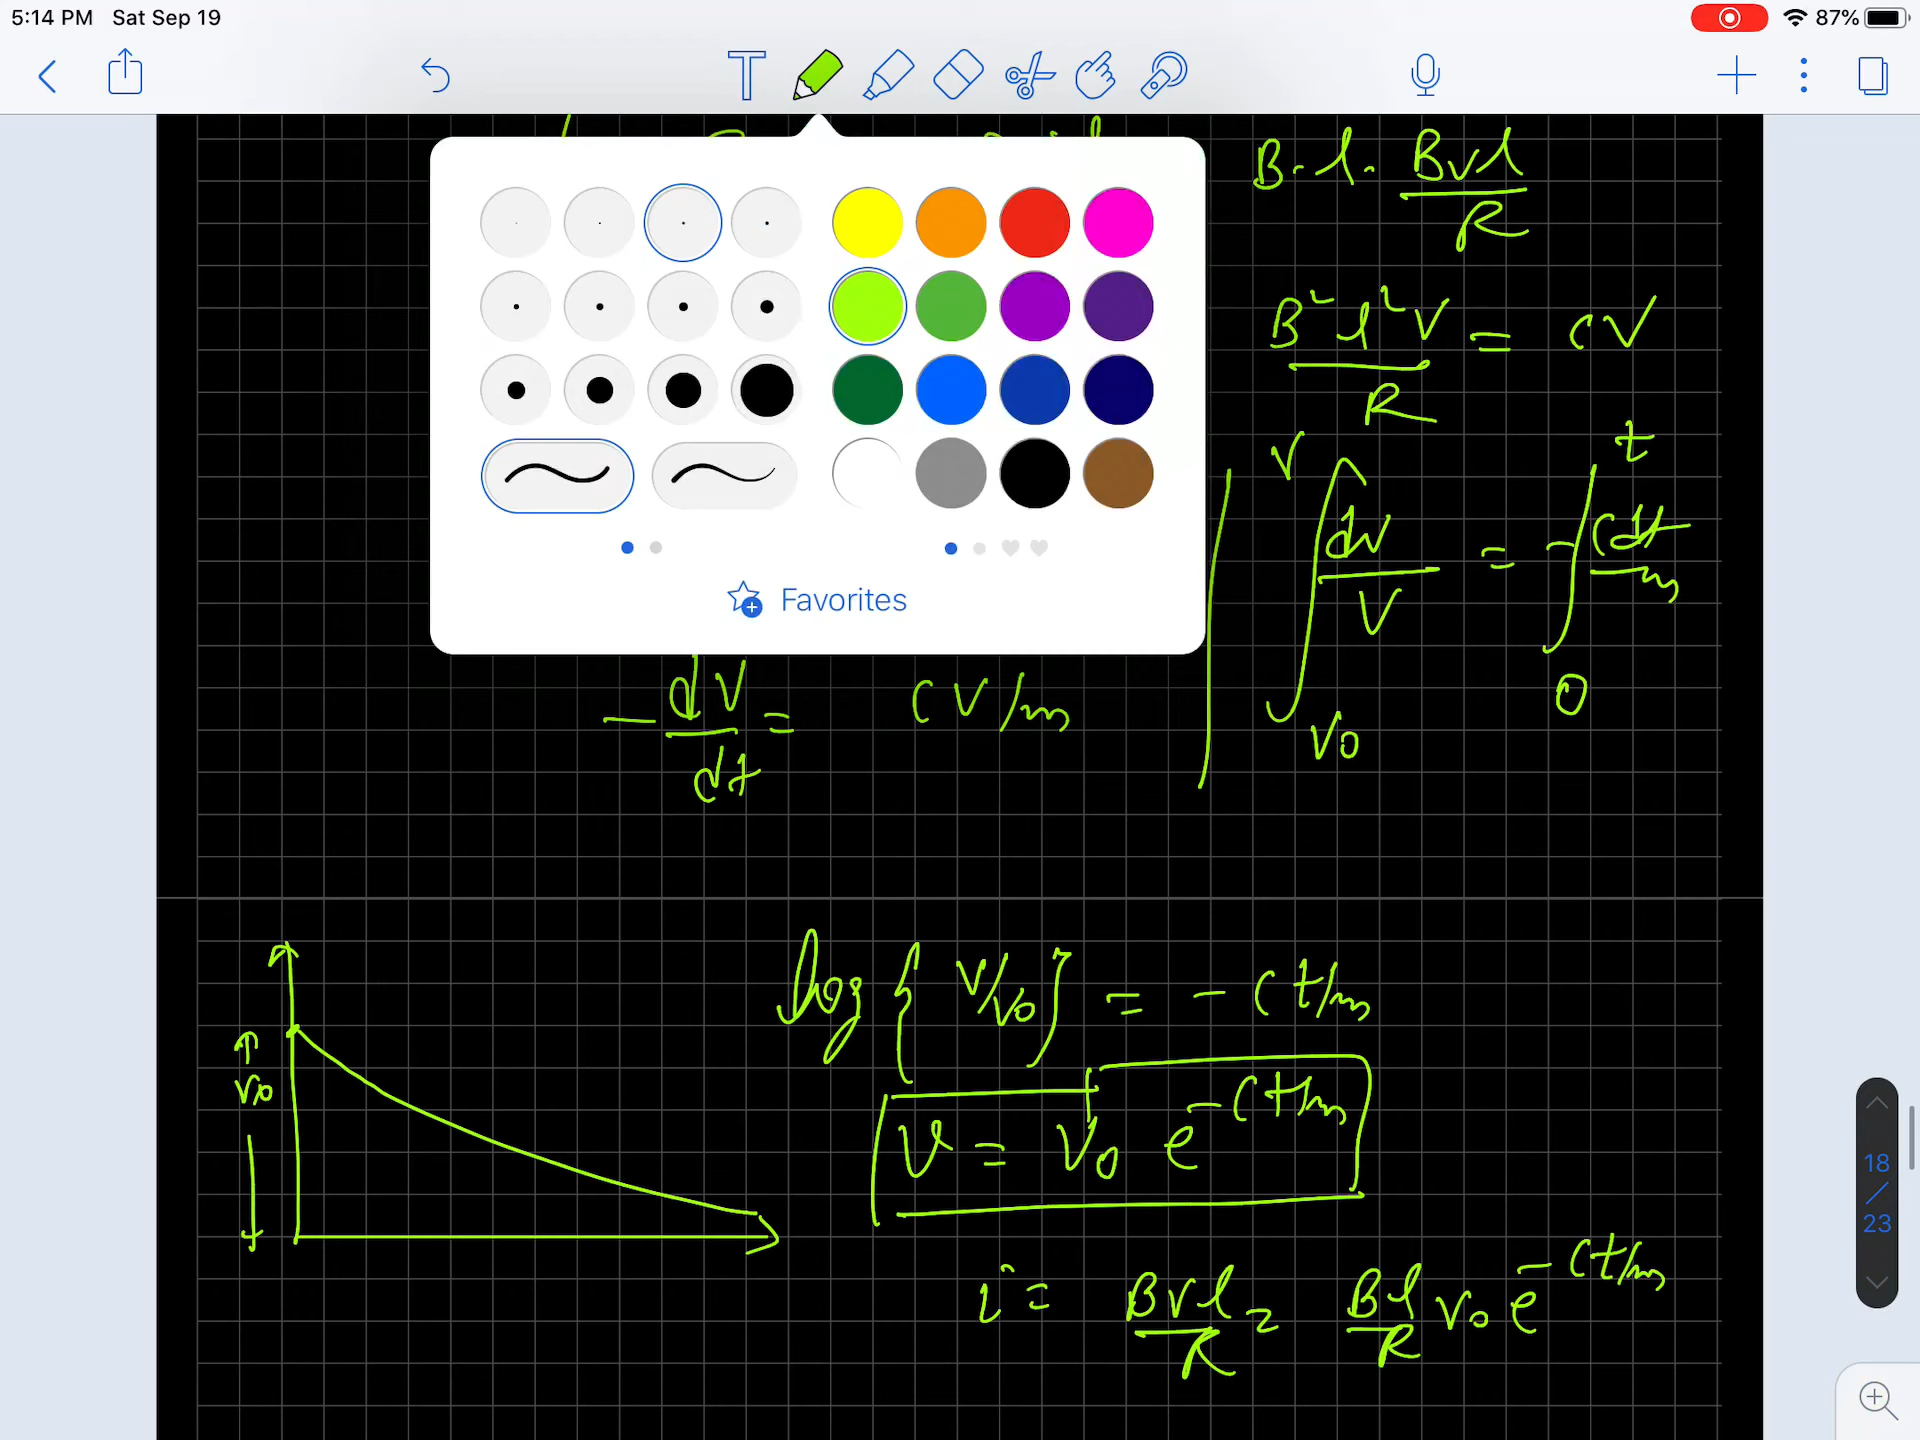 5:14 PM Sat Sep 19 87%
T
B·l· Bvl/R
B²l²V/R = CV
Favorites
∫ dV/V = -∫ Cdt/m
V t
V0 0
-dV/dt = CV/m
log{V/V0} = -Ct/m
V0
V = V0 e^-Ct/m
i = Bvl/R = Bl/R V0 e^-Ct/m
18
/
23